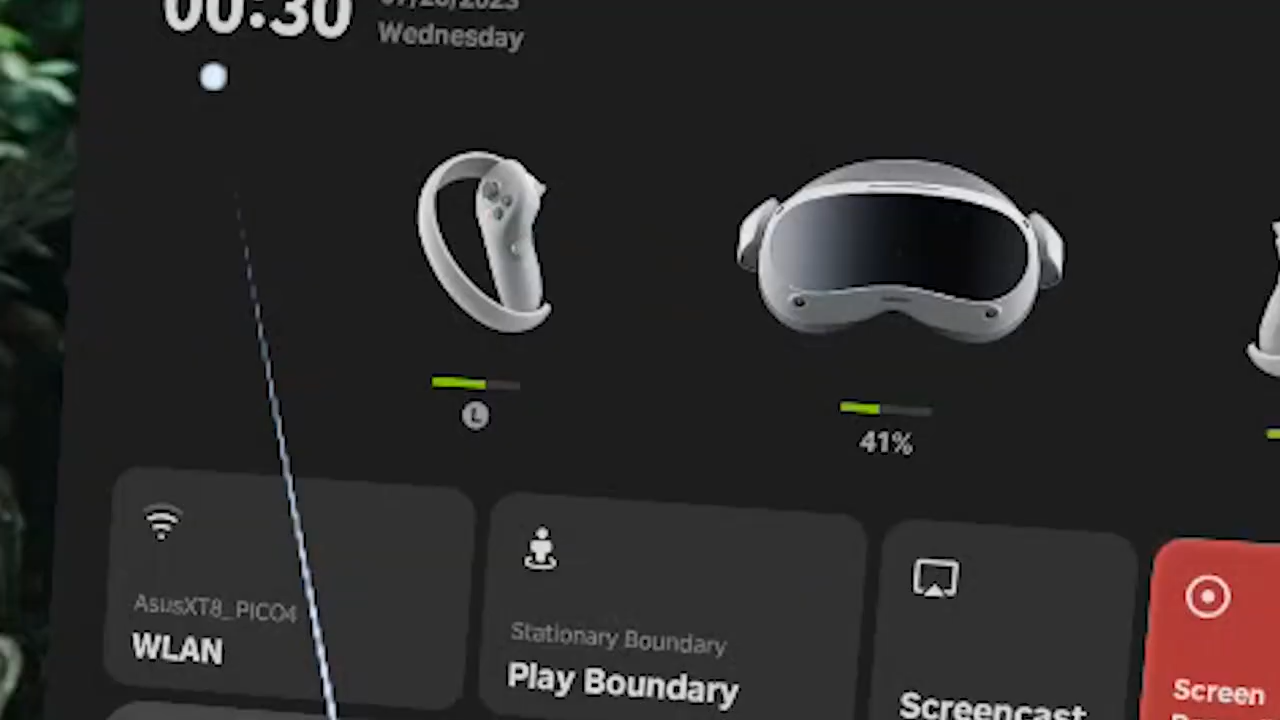 00:30
Wednesday
L
41%
AsusXT8_PICO4
WLAN
Stationary Boundary
Play Boundary
Screencast
Screen